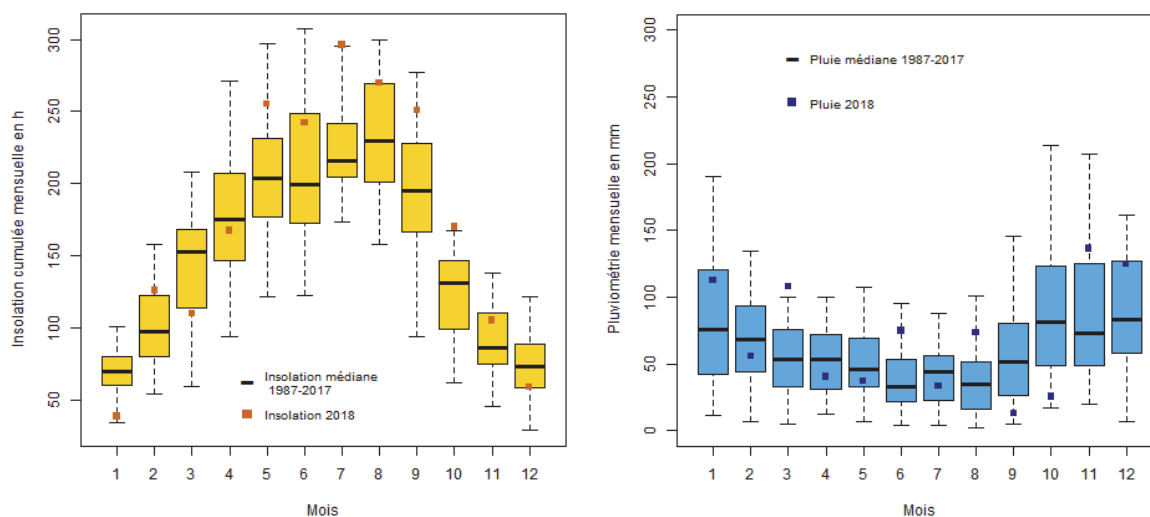 Insolation cumulée mensuelle en h
300
250
200
150
100
50
Insolation médiane
1987-2017
Insolation 2018
1 2 3 4 5 6 7 8 9 10 11 12
Mois
Pluviométrie mensuelle en mm
300
250
200
150
100
50
0
Pluie médiane 1987-2017
Pluie 2018
1 2 3 4 5 6 7 8 9 10 11 12
Mois